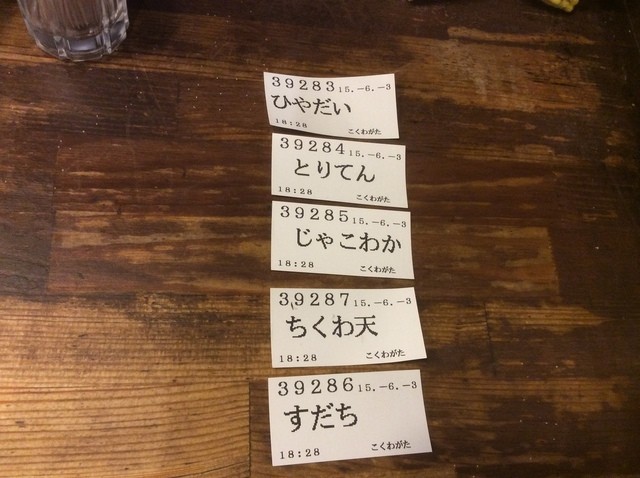 39283 15.-6.-3
ひやだい
18:28 こくわがた
39284 15.-6.-3
とりてん
18:28 こくわがた
39285 15.-6.-3
じゃこわか
18:28 こくわがた
39287 15.-6.-3
ちくわ天
18:28 こくわがた
39286 15.-6.-3
すだち
18:28 こくわがた